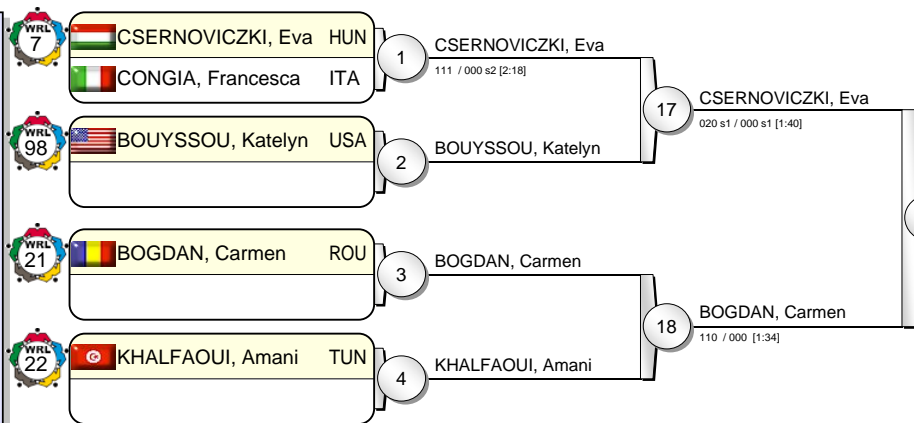 WRL
7
CSERNOVICZKI, Eva HUN
CONGIA, Francesca ITA
1
CSERNOVICZKI, Eva
111 / 000 s2 [2:18]
WRL
98
BOUYSSOU, Katelyn USA
2
BOUYSSOU, Katelyn
17
CSERNOVICZKI, Eva
020 s1 / 000 s1 [1:40]
WRL
21
BOGDAN, Carmen ROU
3
BOGDAN, Carmen
WRL
22
KHALFAOUI, Amani TUN
4
KHALFAOUI, Amani
18
BOGDAN, Carmen
110 / 000 [1:34]